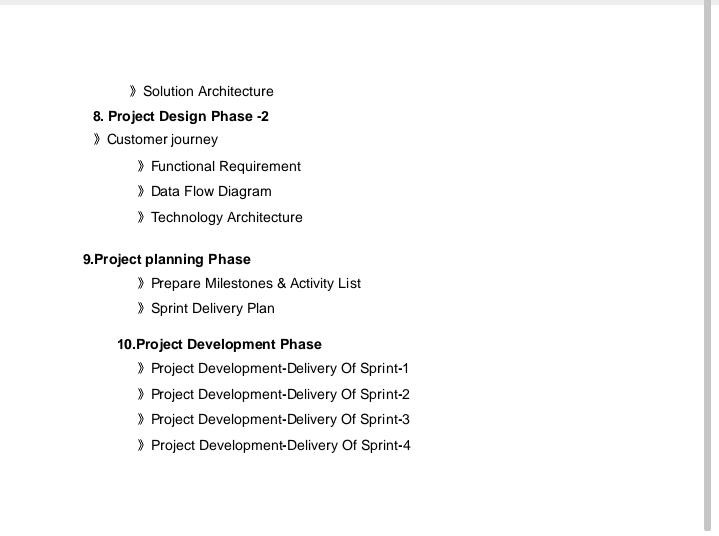 》Solution Architecture
8. Project Design Phase -2
》Customer journey
》Functional Requirement
》Data Flow Diagram
》Technology Architecture
9.Project planning Phase
》Prepare Milestones & Activity List
》Sprint Delivery Plan
10.Project Development Phase
》Project Development-Delivery Of Sprint-1
》Project Development-Delivery Of Sprint-2
》Project Development-Delivery Of Sprint-3
》Project Development-Delivery Of Sprint-4